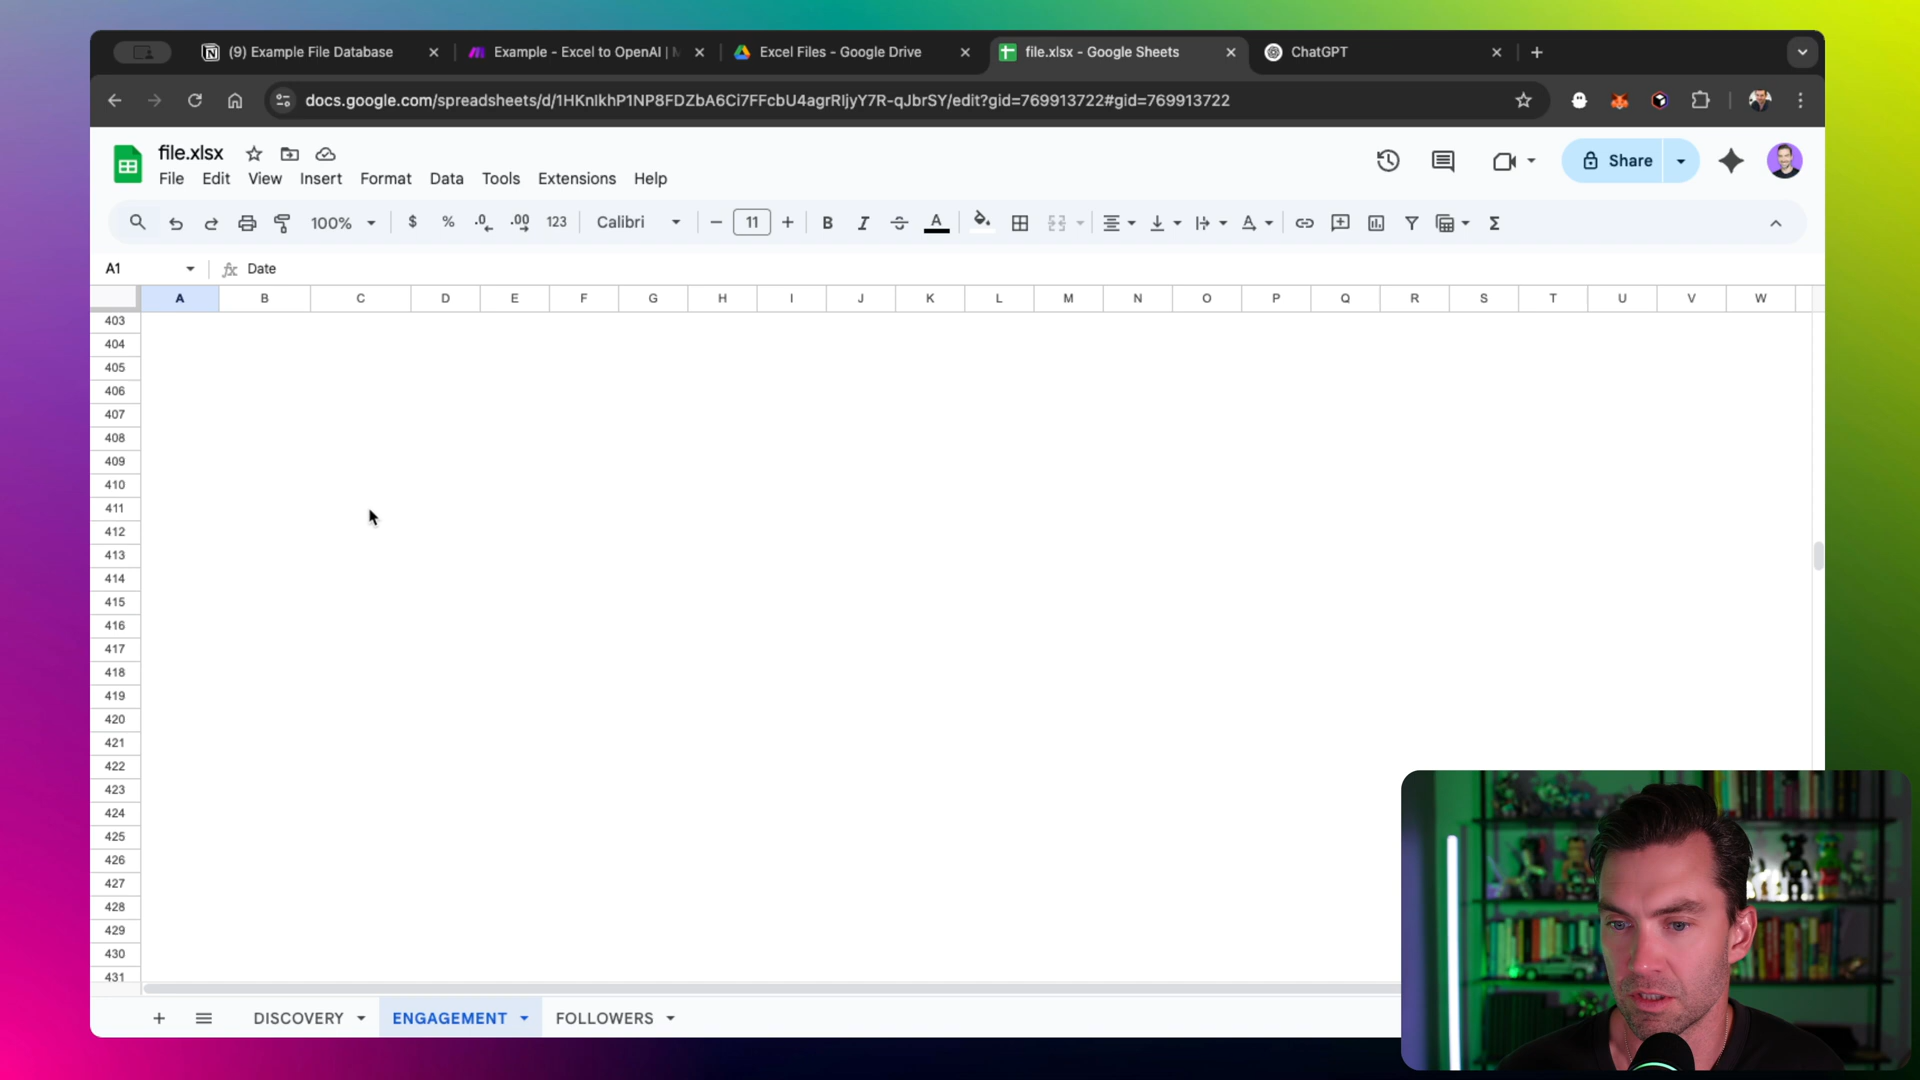 (9) Example File Database
Example - Excel to OpenAI | M
Excel Files - Google Drive
file.xlsx - Google Sheets
ChatGPT
docs.google.com/spreadsheets/d/1HKnIkhP1NP8FDZbA6Ci7FFcbU4agrRIjyY7R-qJbrSY/edit?gid=769913722#gid=769913722
file.xlsx
File Edit View Insert Format Data Tools Extensions Help
Share
100% $ % .0 .00 123 Calibri 11 B I A Σ
A1 fx Date
A B C D E F G H I J K L M N O P Q R S T U V W
403
404
405
406
407
408
409
410
411
412
413
414
415
416
417
418
419
420
421
422
423
424
425
426
427
428
429
430
431
DISCOVERY ENGAGEMENT FOLLOWERS